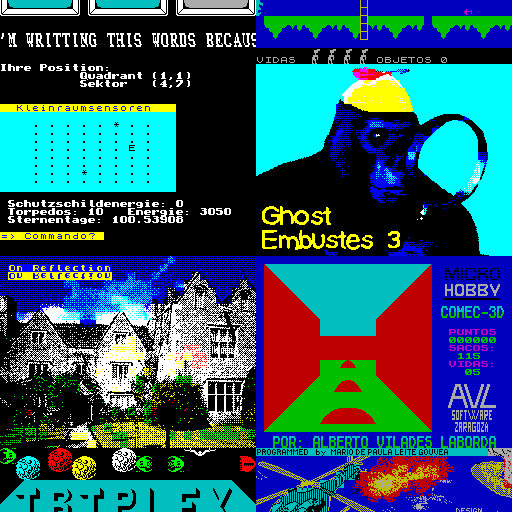 'M WRITTING THIS WORDS BECAUS
Ihre Position:
Quadrant (1,1)
Sektor (4,7)
Kleinraumsensoren
E
Schutzschildenergie: 0
Torpedos: 10 Energie: 3050
Sternentage: 100.53908
=> Commando?
VIDAS OBJETOS 0
Ghost
Embustes 3
On Reflection
On Reflection
MICRO
HOBBY
COMEC-3D
PUNTOS
000000
SACOS:
115
VIDAS:
05
AVL
SOFTWARE
ZARAGOZA
POR: ALBERTO VILADES LABORDA
TRIPLEX
PROGRAMMED by MARIO DE PAULA LEITE GOUVEA
DESIGN